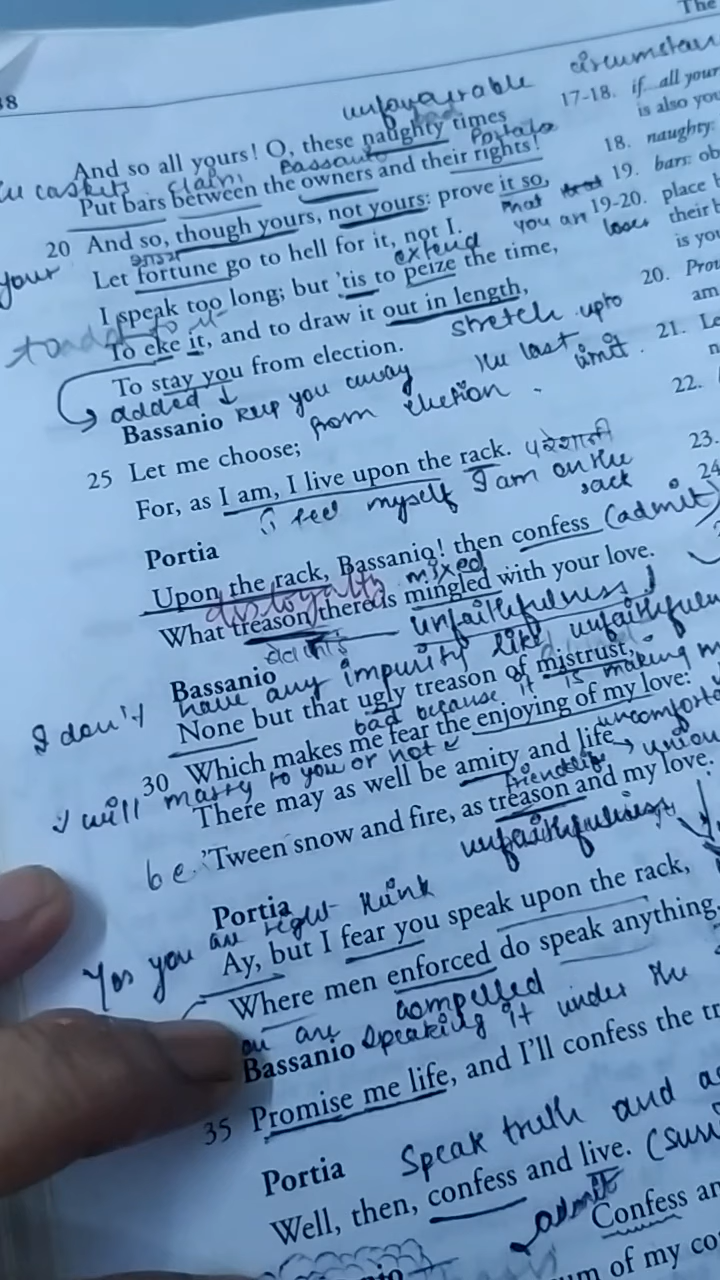 The
38
unfavourable circumstan
17-18. if all your
And so all yours! O, these naughty times
is also you
claim Bassanio Portia's
18. naughty:
Put bars between the owners and their rights!
19. bars: ob
20 And so, though yours, not yours: prove it so,
that you are
19-20. place b
loses their
Let fortune go to hell for it, not I.
extend
is you
your
I speak too long; but 'tis to peize the time,
20. Prov
am
To eke it, and to draw it out in length,
stretch upto the last limit.
21. Le
To stay you from election.
added
keep you away from election.
22.
Bassanio
25 Let me choose;
23.
For, as I am, I live upon the rack. परेशानी
24
I feel myself I am on the rack
Portia
Upon the rack, Bassanio! then confess (admit)
disloyalty mixed
What treason there is mingled with your love.
unfaithfulness
Bassanio
I don't have any impurity like unfaithfulne
None but that ugly treason of mistrust,
bad because it is making m
uncomforta
30 Which makes me fear the enjoying of my love:
I will marry to you or not
There may as well be amity and life
friendship union
be 'Tween snow and fire, as treason and my love.
unfaithfulness
Portia
Yes you are right think
Ay, but I fear you speak upon the rack,
Where men enforced do speak anything.
compelled
are speaking it under the
Bassanio
35 Promise me life, and I'll confess the tr
Speak truth and
Portia
Well, then, confess and live.
admit
Confess an
um of my co